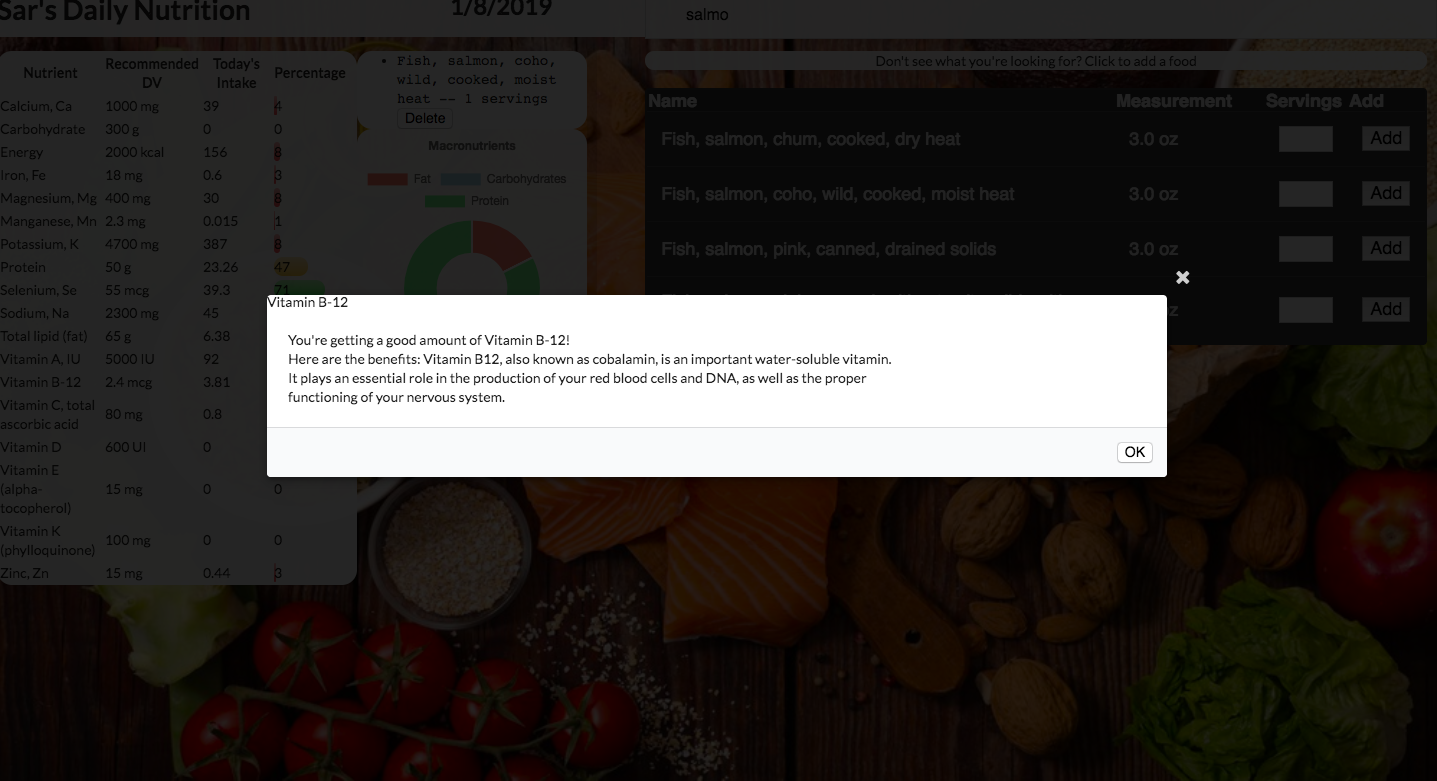 Sar's Daily Nutrition
1/8/2019
salmo
Nutrient Recommended DV Today's Intake Percentage
Calcium, Ca 1000 mg 39 4
Carbohydrate 300 g 0 0
Energy 2000 kcal 156 8
Iron, Fe 18 mg 0.6 3
Magnesium, Mg 400 mg 30 8
Manganese, Mn 2.3 mg 0.015 1
Potassium, K 4700 mg 387 8
Protein 50 g 23.26 47
Selenium, Se 55 mcg 39.3 71
Sodium, Na 2300 mg 45
Total lipid (fat) 65 g 6.38
Vitamin A, IU 5000 IU 92
Vitamin B-12 2.4 mcg 3.81
Vitamin C, total ascorbic acid 80 mg 0.8
Vitamin D 600 UI 0
Vitamin E (alpha-tocopherol) 15 mg 0 0
Vitamin K (phylloquinone) 100 mg 0 0
Zinc, Zn 15 mg 0.44 3
• Fish, salmon, coho,
wild, cooked, moist
heat -- 1 servings
Delete
Macronutrients
Fat Carbohydrates
Protein
Don't see what you're looking for? Click to add a food
Name Measurement Servings Add
Fish, salmon, chum, cooked, dry heat 3.0 oz Add
Fish, salmon, coho, wild, cooked, moist heat 3.0 oz Add
Fish, salmon, pink, canned, drained solids 3.0 oz Add
z Add
×
Vitamin B-12
You're getting a good amount of Vitamin B-12!
Here are the benefits: Vitamin B12, also known as cobalamin, is an important water-soluble vitamin.
It plays an essential role in the production of your red blood cells and DNA, as well as the proper
functioning of your nervous system.
OK